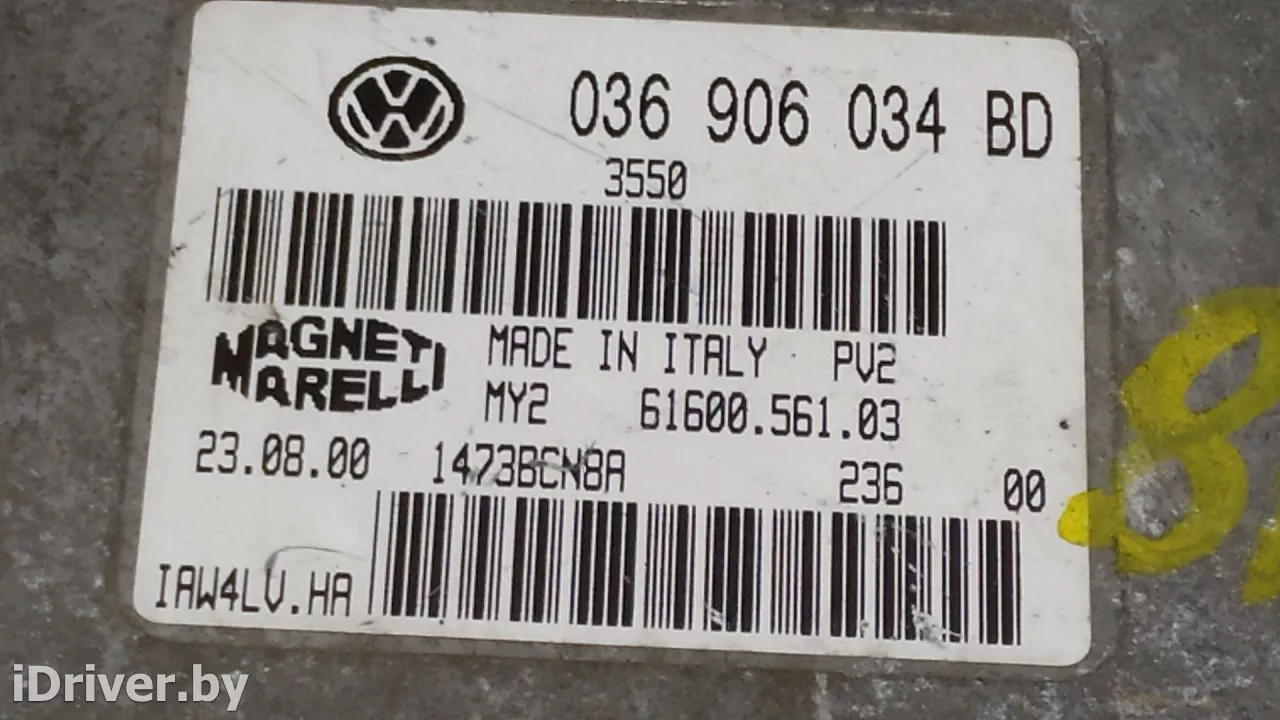 036 906 034 BD
3550
MAGNETI MARELLI
MADE IN ITALY PV2
MY2 61600.561.03
23.08.00 1473BCN8A 236 00
IAW4LV.HA
iDriver.by